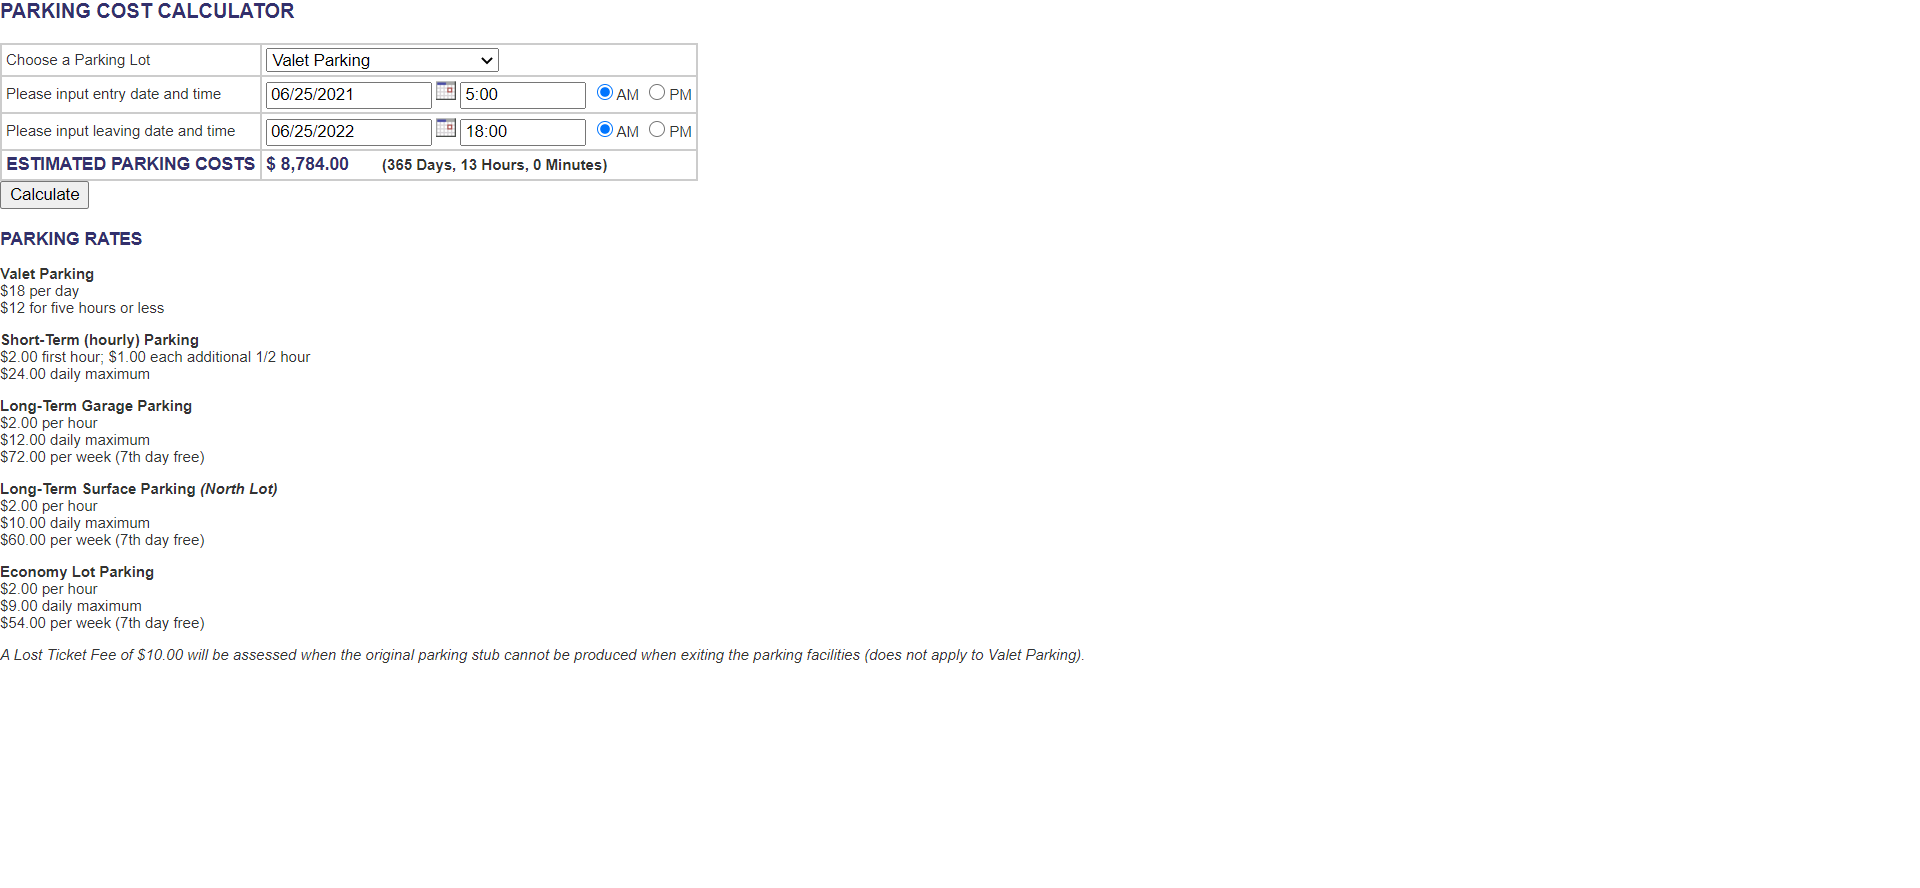 PARKING COST CALCULATOR
Choose a Parking Lot Valet Parking
Please input entry date and time 06/25/2021 5:00 AM PM
Please input leaving date and time 06/25/2022 18:00 AM PM
ESTIMATED PARKING COSTS $ 8,784.00 (365 Days, 13 Hours, 0 Minutes)
Calculate
PARKING RATES
Valet Parking
$18 per day
$12 for five hours or less
Short-Term (hourly) Parking
$2.00 first hour; $1.00 each additional 1/2 hour
$24.00 daily maximum
Long-Term Garage Parking
$2.00 per hour
$12.00 daily maximum
$72.00 per week (7th day free)
Long-Term Surface Parking (North Lot)
$2.00 per hour
$10.00 daily maximum
$60.00 per week (7th day free)
Economy Lot Parking
$2.00 per hour
$9.00 daily maximum
$54.00 per week (7th day free)
A Lost Ticket Fee of $10.00 will be assessed when the original parking stub cannot be produced when exiting the parking facilities (does not apply to Valet Parking).